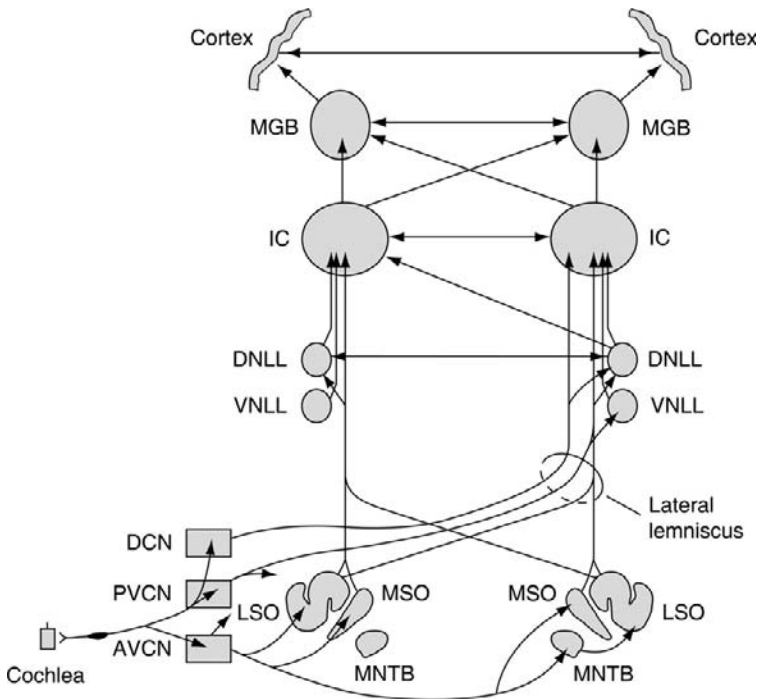 Cortex
Cortex
MGB
MGB
IC
IC
DNLL
DNLL
VNLL
VNLL
Lateral
lemniscus
DCN
PVCN
LSO
MSO
MSO
LSO
AVCN
MNTB
MNTB
Cochlea